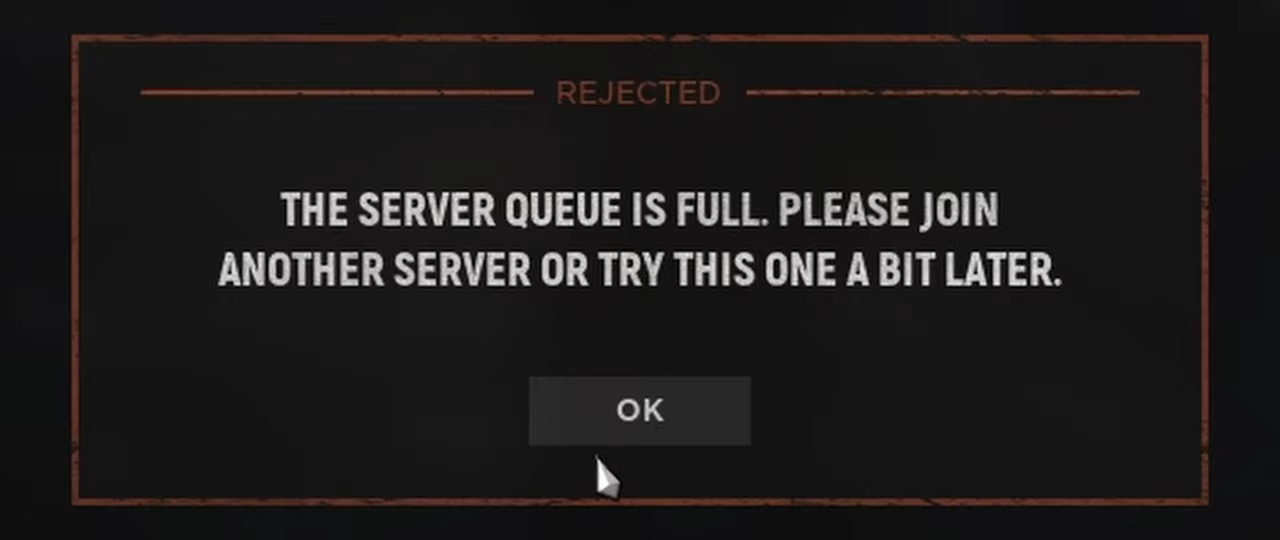 REJECTED
THE SERVER QUEUE IS FULL. PLEASE JOIN
ANOTHER SERVER OR TRY THIS ONE A BIT LATER.
OK